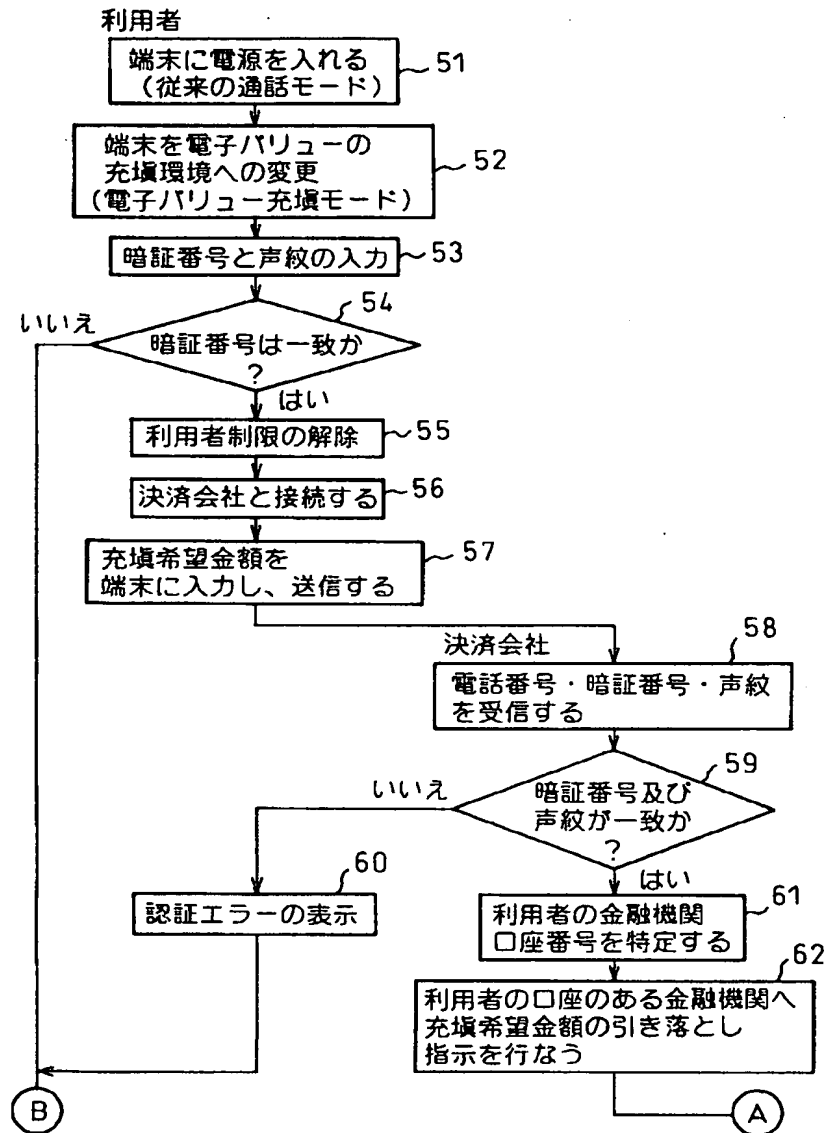 利用者
端末に電源を入れる
(従来の通話モード)
51
端末を電子バリューの
充塡環境への変更
(電子バリュー充塡モード)
52
暗証番号と声紋の入力
53
54
いいえ
暗証番号は一致か
?
はい
利用者制限の解除
55
決済会社と接続する
56
充塡希望金額を
端末に入力し、送信する
57
決済会社
58
電話番号・暗証番号・声紋
を受信する
59
いいえ
暗証番号及び
声紋が一致か
?
はい
60
認証エラーの表示
61
利用者の金融機関
口座番号を特定する
62
利用者の口座のある金融機関へ
充塡希望金額の引き落とし
指示を行なう
B
A